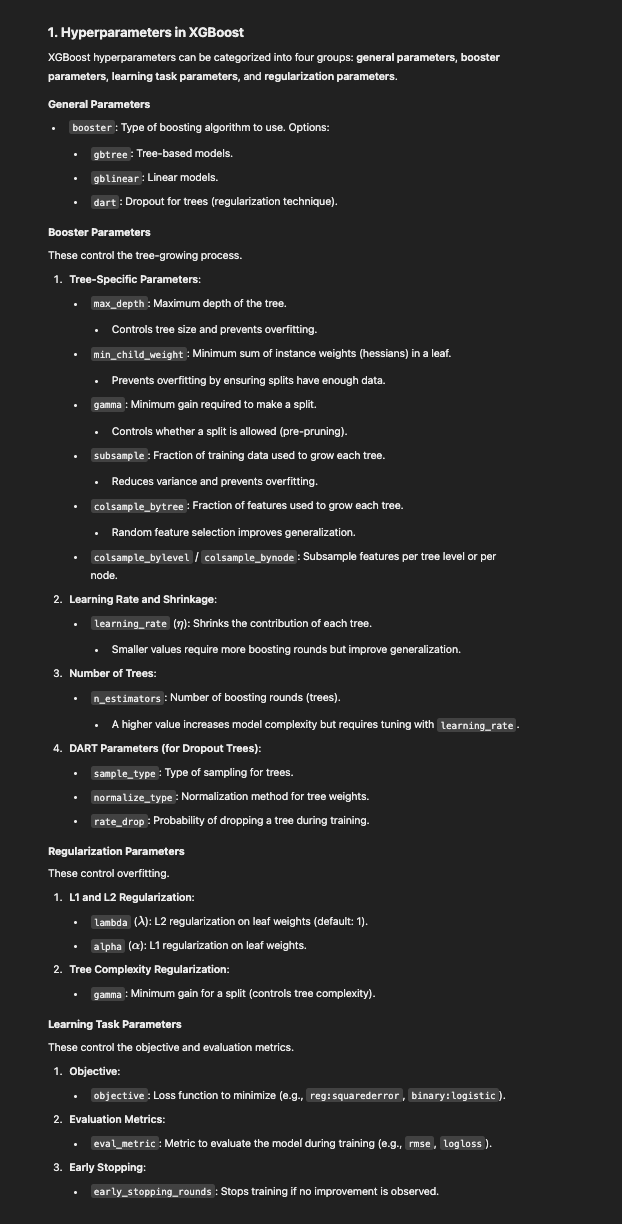 1. Hyperparameters in XGBoost
XGBoost hyperparameters can be categorized into four groups: general parameters, booster
parameters, learning task parameters, and regularization parameters.
General Parameters
• booster: Type of boosting algorithm to use. Options:
• gbtree: Tree-based models.
• gblinear: Linear models.
• dart: Dropout for trees (regularization technique).
Booster Parameters
These control the tree-growing process.
1. Tree-Specific Parameters:
• max_depth: Maximum depth of the tree.
• Controls tree size and prevents overfitting.
• min_child_weight: Minimum sum of instance weights (hessians) in a leaf.
• Prevents overfitting by ensuring splits have enough data.
• gamma: Minimum gain required to make a split.
• Controls whether a split is allowed (pre-pruning).
• subsample: Fraction of training data used to grow each tree.
• Reduces variance and prevents overfitting.
• colsample_bytree: Fraction of features used to grow each tree.
• Random feature selection improves generalization.
• colsample_bylevel / colsample_bynode: Subsample features per tree level or per
node.
2. Learning Rate and Shrinkage:
• learning_rate (η): Shrinks the contribution of each tree.
• Smaller values require more boosting rounds but improve generalization.
3. Number of Trees:
• n_estimators: Number of boosting rounds (trees).
• A higher value increases model complexity but requires tuning with learning_rate.
4. DART Parameters (for Dropout Trees):
• sample_type: Type of sampling for trees.
• normalize_type: Normalization method for tree weights.
• rate_drop: Probability of dropping a tree during training.
Regularization Parameters
These control overfitting.
1. L1 and L2 Regularization:
• lambda (λ): L2 regularization on leaf weights (default: 1).
• alpha (α): L1 regularization on leaf weights.
2. Tree Complexity Regularization:
• gamma: Minimum gain for a split (controls tree complexity).
Learning Task Parameters
These control the objective and evaluation metrics.
1. Objective:
• objective: Loss function to minimize (e.g., reg:squarederror, binary:logistic).
2. Evaluation Metrics:
• eval_metric: Metric to evaluate the model during training (e.g., rmse, logloss).
3. Early Stopping:
• early_stopping_rounds: Stops training if no improvement is observed.